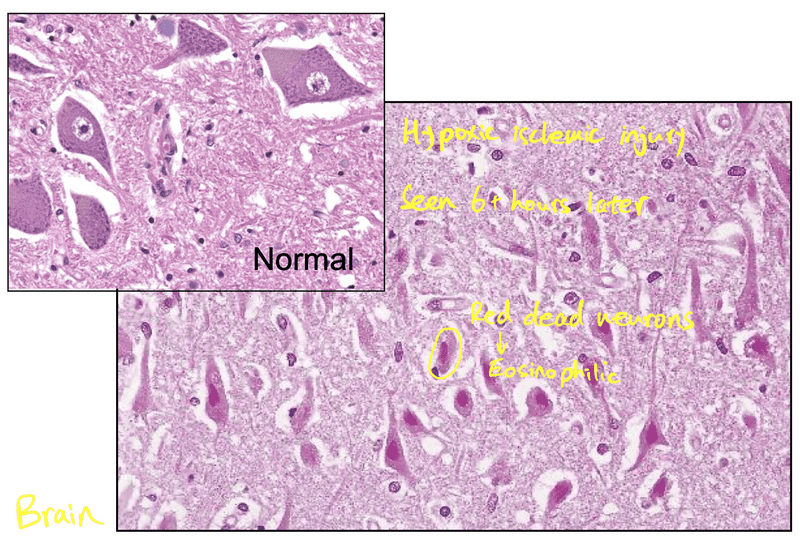 Normal
Hypoxic ischemic injury
Seen 6+ hours later
Red dead neurons
↓
Eosinophilic
Brain